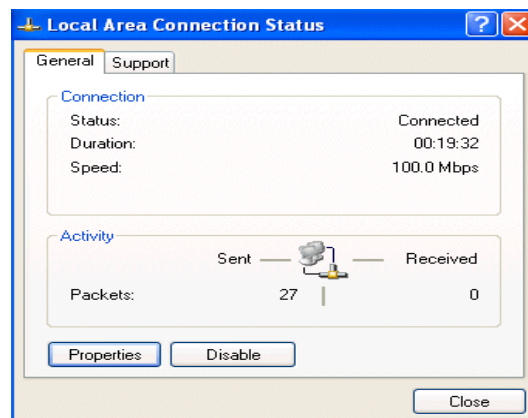 Local Area Connection Status
General Support
Connection
Status: Connected
Duration: 00:19:32
Speed: 100.0 Mbps
Activity
Sent Received
Packets: 27 0
Properties Disable
Close